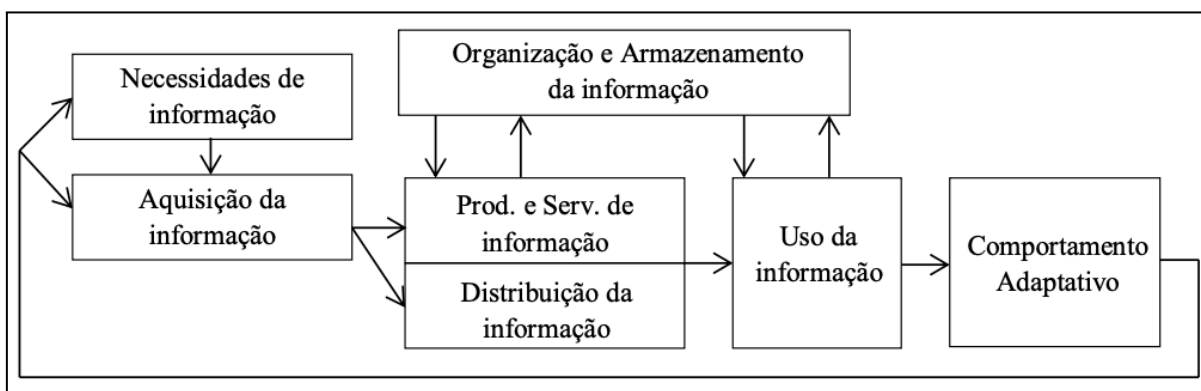 Necessidades de
informação
Aquisição da
informação
Organização e Armazenamento
da informação
Prod. e Serv. de
informação
Distribuição da
informação
Uso da
informação
Comportamento
Adaptativo